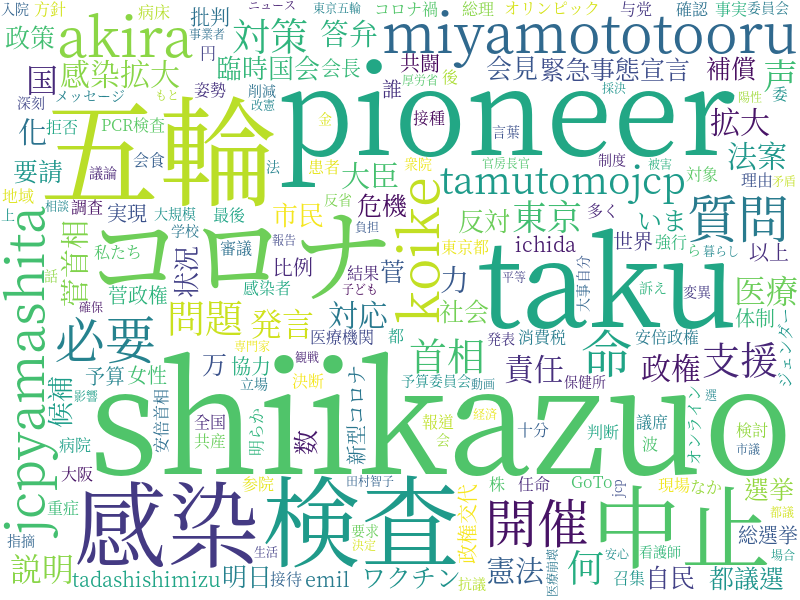 入院
方針
病床
ニュース
東京五輪
コロナ禍
総理
オリンピック
与党
確認
事実
委員長
政策
akira
批判
事業者
円
対策
答弁
miyamototooru
国
感染拡大
臨時国会
会長
共闘
会見
緊急事態宣言
補償
声
委
深刻
メッセージ
もと
姿勢
削減
改憲
厚労省
後
誰
採決
陽性
化
拒否
PCR検査
五輪
pioneer
接種
言葉
拡大
要請
議論
会食
法
金
患者
衆院
官房長官
制度
被害
法案
地域
上
相談
調査
実現
大規模
学校
最後
市民
反省
負担
大臣
危機
tamutomojcp
理由
矛盾
対象
jcpyamashita
私たち
審議
報告
koike
東京都
反対
東京
多く
いま
質問
菅首相
状況
比例
結果
子ども
菅
力
ichida
世界
強行
ら
暮らし
以上
話
確保
コロナ
菅政権
感染者
平等
大事
自分
訴え
変異
医療
必要
問題
発言
対応
社会
taku
体制
ジェンダー
専門家
医療機関
都
発表
消費税
安倍政権
候補
予算
女性
万
協力
立場
観戦
決断
首相
責任
命
政権
支援
予算委員会
動画
保健所
影響
安倍首相
shiikazuo
全国
共産
明らか
数
新型コロナ
報道
会
経済
十分
判断
議席
波
オンライン
選
検討
市議
病院
大阪
重症
感染
検査
参院
田村智子
要求
決定
政権交代
株
任命
GoTo
jcp
現場
なか
選挙
都議
指摘
生活
開催
中止
総選挙
説明
tadashishimizu
明日
接待
emil
ワクチン
抗議
何
憲法
医療崩壊
安心
看護師
召集
自民
都議選
場合